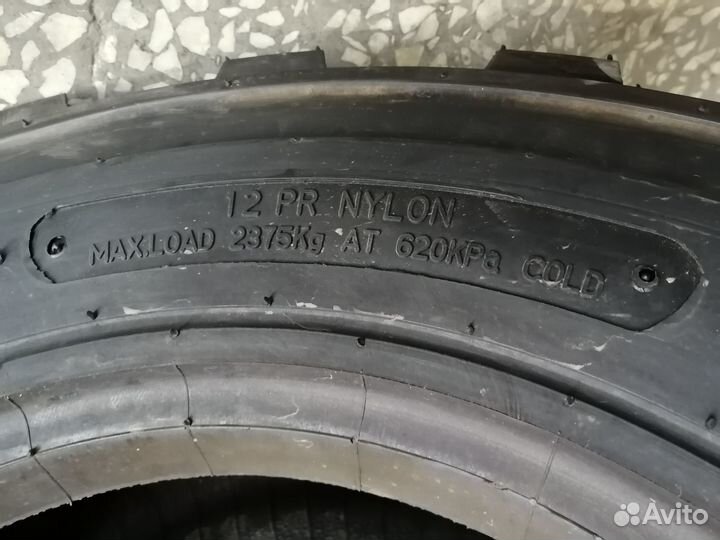 12 PR NYLON
MAX.LOAD 2375Kg AT 620KPa COLD
Avito